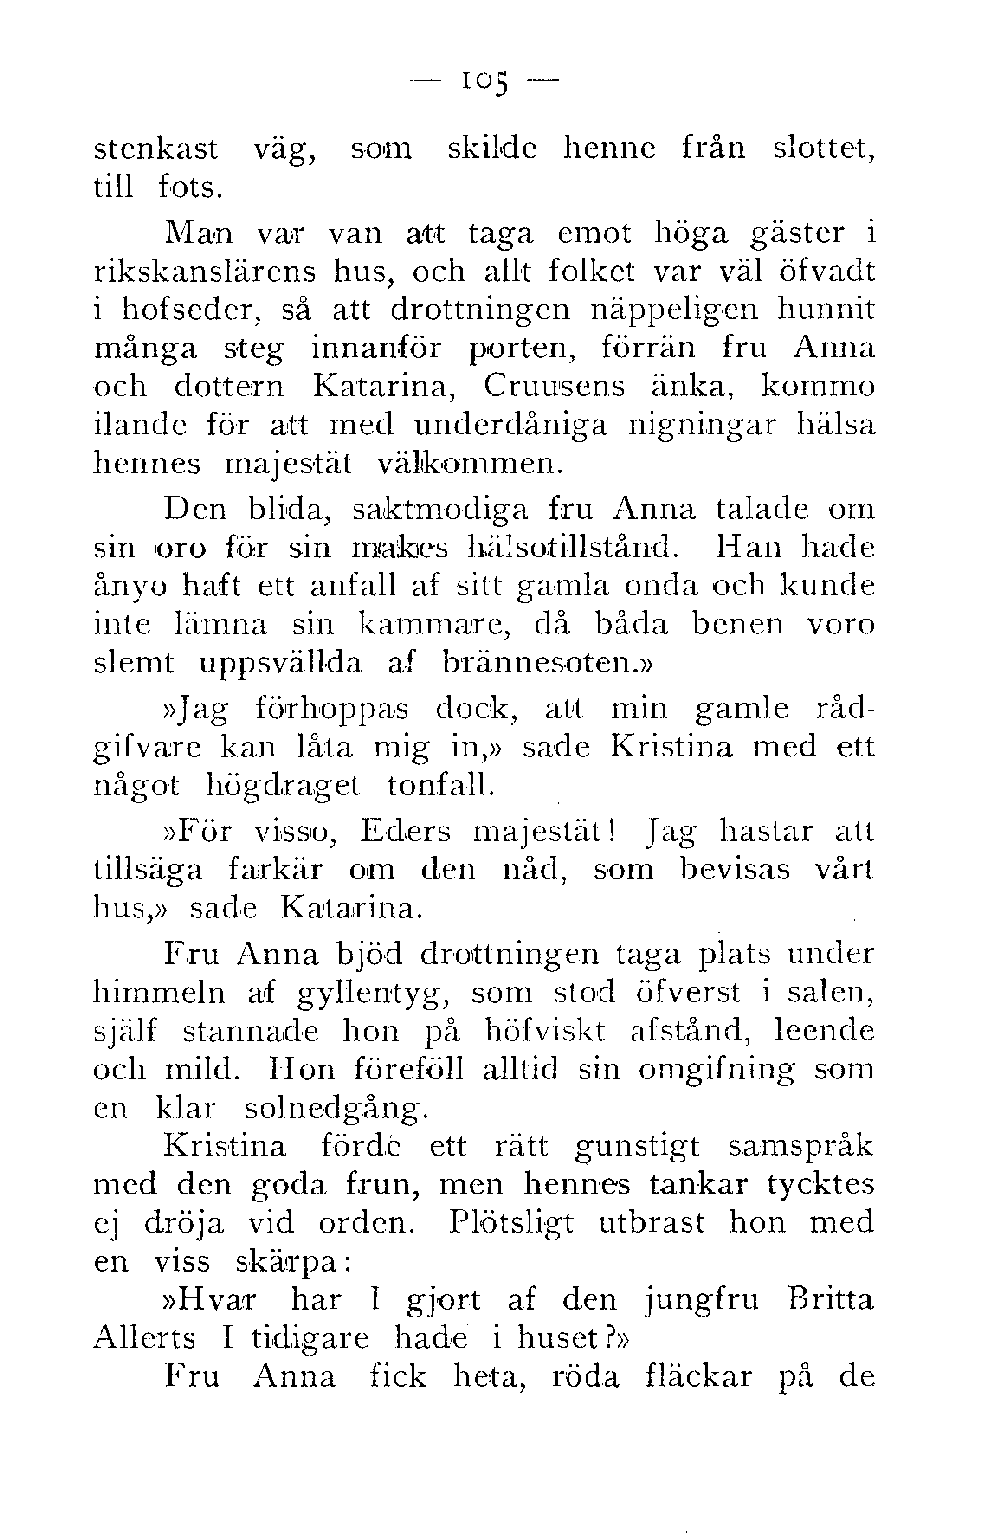 — 105 —
stenkast väg, som skilde henne från slottet,
till fots.
Man var van att taga emot höga gäster i
rikskanslärens hus, och allt folket var väl öfvadt
i hofseder, så att drottningen näppeligen hunnit
många steg innanför porten, förrän fru Anna
och dottern Katarina, Cruusens änka, kommo
ilande för att med underdåniga nigningar hälsa
hennes majestät välkommen.
Den blida, saktmodiga fru Anna talade om
sin oro för sin makes hälsotillstånd. Han hade
ånyo haft ett anfall af sitt gamla onda och kunde
inte lämna sin kammare, då båda benen voro
slemt uppsvällda af brännesoten.»
»Jag förhoppas dock, att min gamle råd-
gifvare kan låta mig in,» sade Kristina med ett
något högdraget tonfall.
»För visso, Eders majestät! Jag hastar att
tillsäga farkär om den nåd, som bevisas vårt
hus,» sade Katarina.
Fru Anna bjöd drottningen taga plats under
himmeln af gyllentyg, som stod öfverst i salen,
själf stannade hon på höfviskt afstånd, leende
och mild. Hon föreföll alltid sin omgifning som
en klar solnedgång.
Kristina förde ett rätt gunstigt samspråk
med den goda frun, men hennes tankar tycktes
ej dröja vid orden. Plötsligt utbrast hon med
en viss skärpa:
»Hvar har I gjort af den jungfru Britta
Allerts I tidigare hade i huset?»
Fru Anna fick heta, röda fläckar på de